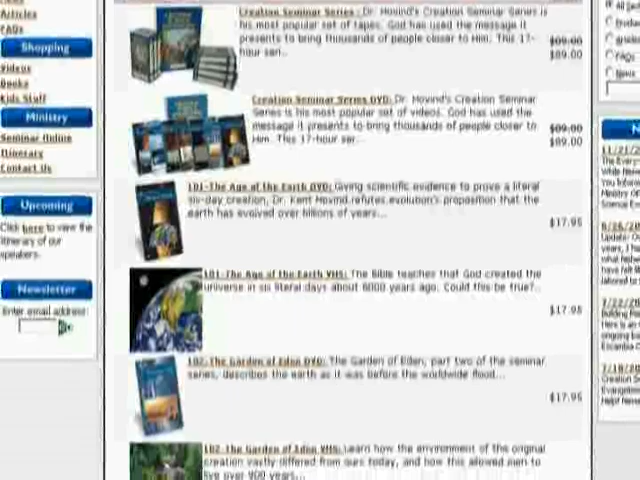 Articles
FAQs
Shopping
Videos
Books
Kids Stuff
Ministry
Seminar Online
Itinerary
Contact Us
Upcoming
Click here to view the
itinerary of our
speakers.
Newsletter
Enter email address:
Creation Seminar Series: Dr. Hovind's Creation Seminar Series is
his most popular set of tapes. God has used the message it
presents to bring thousands of people closer to Him. This 17-
hour seri...
$89.00
Creation Seminar Series DVD: Dr. Hovind's Creation Seminar
Series is his most popular set of videos. God has used the
message it presents to bring thousands of people closer to
Him. This 17-hour ser...
$89.00
101-The Age of the Earth DVD: Giving scientific evidence to prove a literal
six-day creation, Dr. Kent Hovind refutes evolution's proposition that the
earth has evolved over billions of years...
$17.95
101-The Age of the Earth VHS: The Bible teaches that God created the
universe in six literal days about 6000 years ago. Could this be true?
$17.95
102-The Garden of Eden DVD: The Garden of Eden, part two of the seminar
series, describes the earth as it was before the worldwide flood...
$17.95
102-The Garden of Eden VHS: Learn how the environment of the original
creation vastly differed from ours today, and how this allowed men to
live over 900 years...
FAQs
News